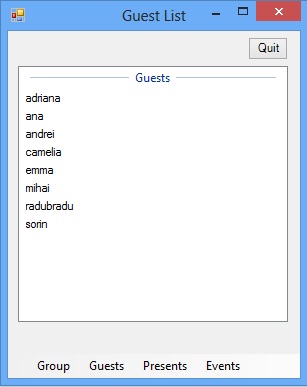 Guest List
Quit
Guests
adriana
ana
andrei
camelia
emma
mihai
radubradu
sorin
Group Guests Presents Events